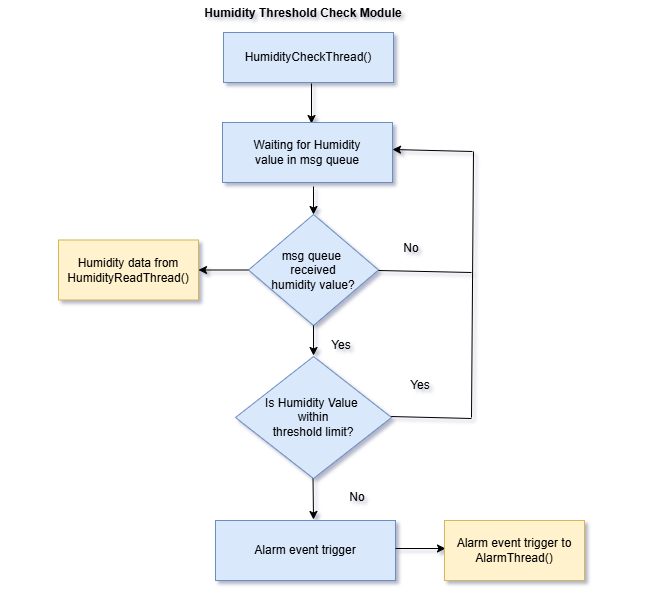 Humidity Threshold Check Module
HumidityCheckThread()
Waiting for Humidity
value in msg queue
msg queue
received
humidity value?
No
Humidity data from
HumidityReadThread()
Yes
Is Humidity Value
within
threshold limit?
Yes
No
Alarm event trigger
Alarm event trigger to
AlarmThread()